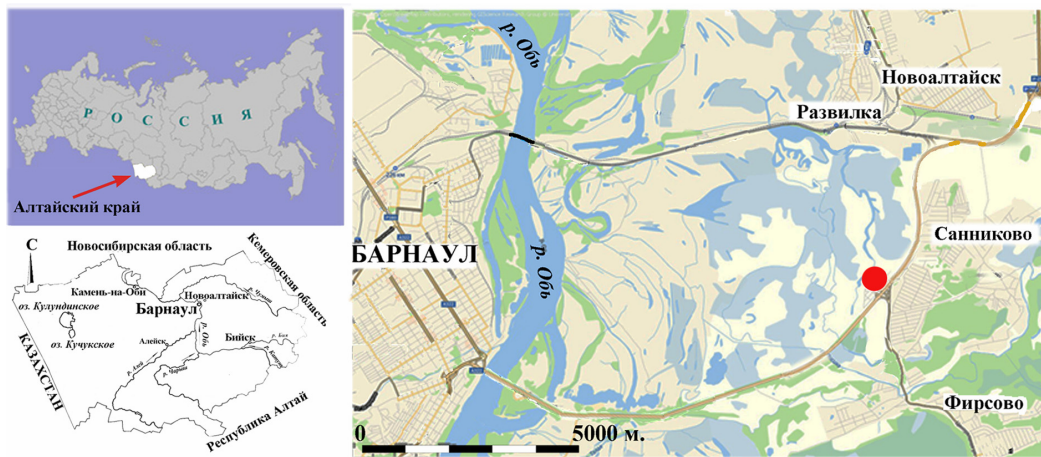 РОССИЯ
Алтайский край
С
Новосибирская область
Кемеровская область
Камень-на-Оби
Новоалтайск
р. Чумыш
оз. Кулундинское
Барнаул
р. Обь
оз. Кучукское
Алейск
Бийск
р. Бия
р. Катунь
р. Алей
р. Чарыш
КАЗАХСТАН
Республика Алтай
р. Обь
Новоалтайск
Развилка
БАРНАУЛ
р. Обь
Санниково
Фирсово
0
5000 м.